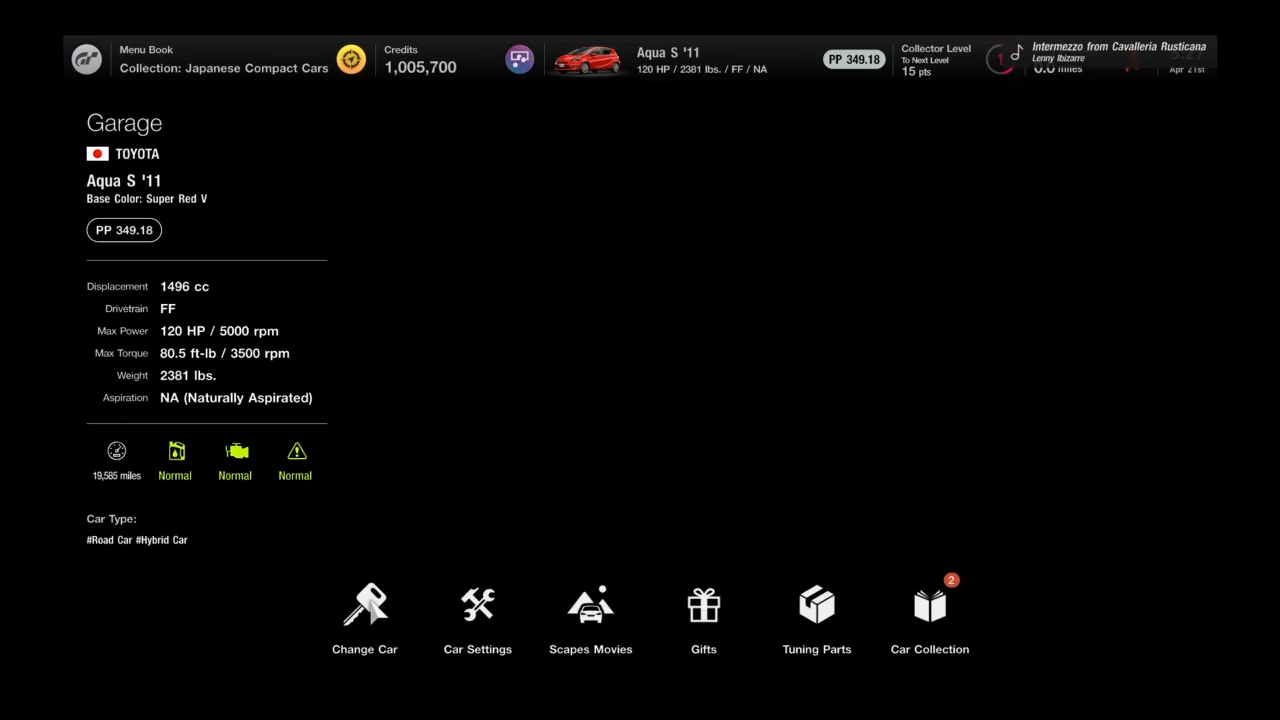 Menu Book
Collection: Japanese Compact Cars
Credits
1,005,700
Aqua S '11
120 HP / 2381 lbs. / FF / NA
PP 349.18
Collector Level
To Next Level
15 pts
1
Intermezzo from Cavalleria Rusticana
Lenny Ibizarre
0.0 miles
Apr 21st
Garage
TOYOTA
Aqua S '11
Base Color: Super Red V
PP 349.18
Displacement 1496 cc
Drivetrain FF
Max Power 120 HP / 5000 rpm
Max Torque 80.5 ft-lb / 3500 rpm
Weight 2381 lbs.
Aspiration NA (Naturally Aspirated)
19,585 miles Normal Normal Normal
Car Type:
#Road Car #Hybrid Car
2
Change Car Car Settings Scapes Movies Gifts Tuning Parts Car Collection